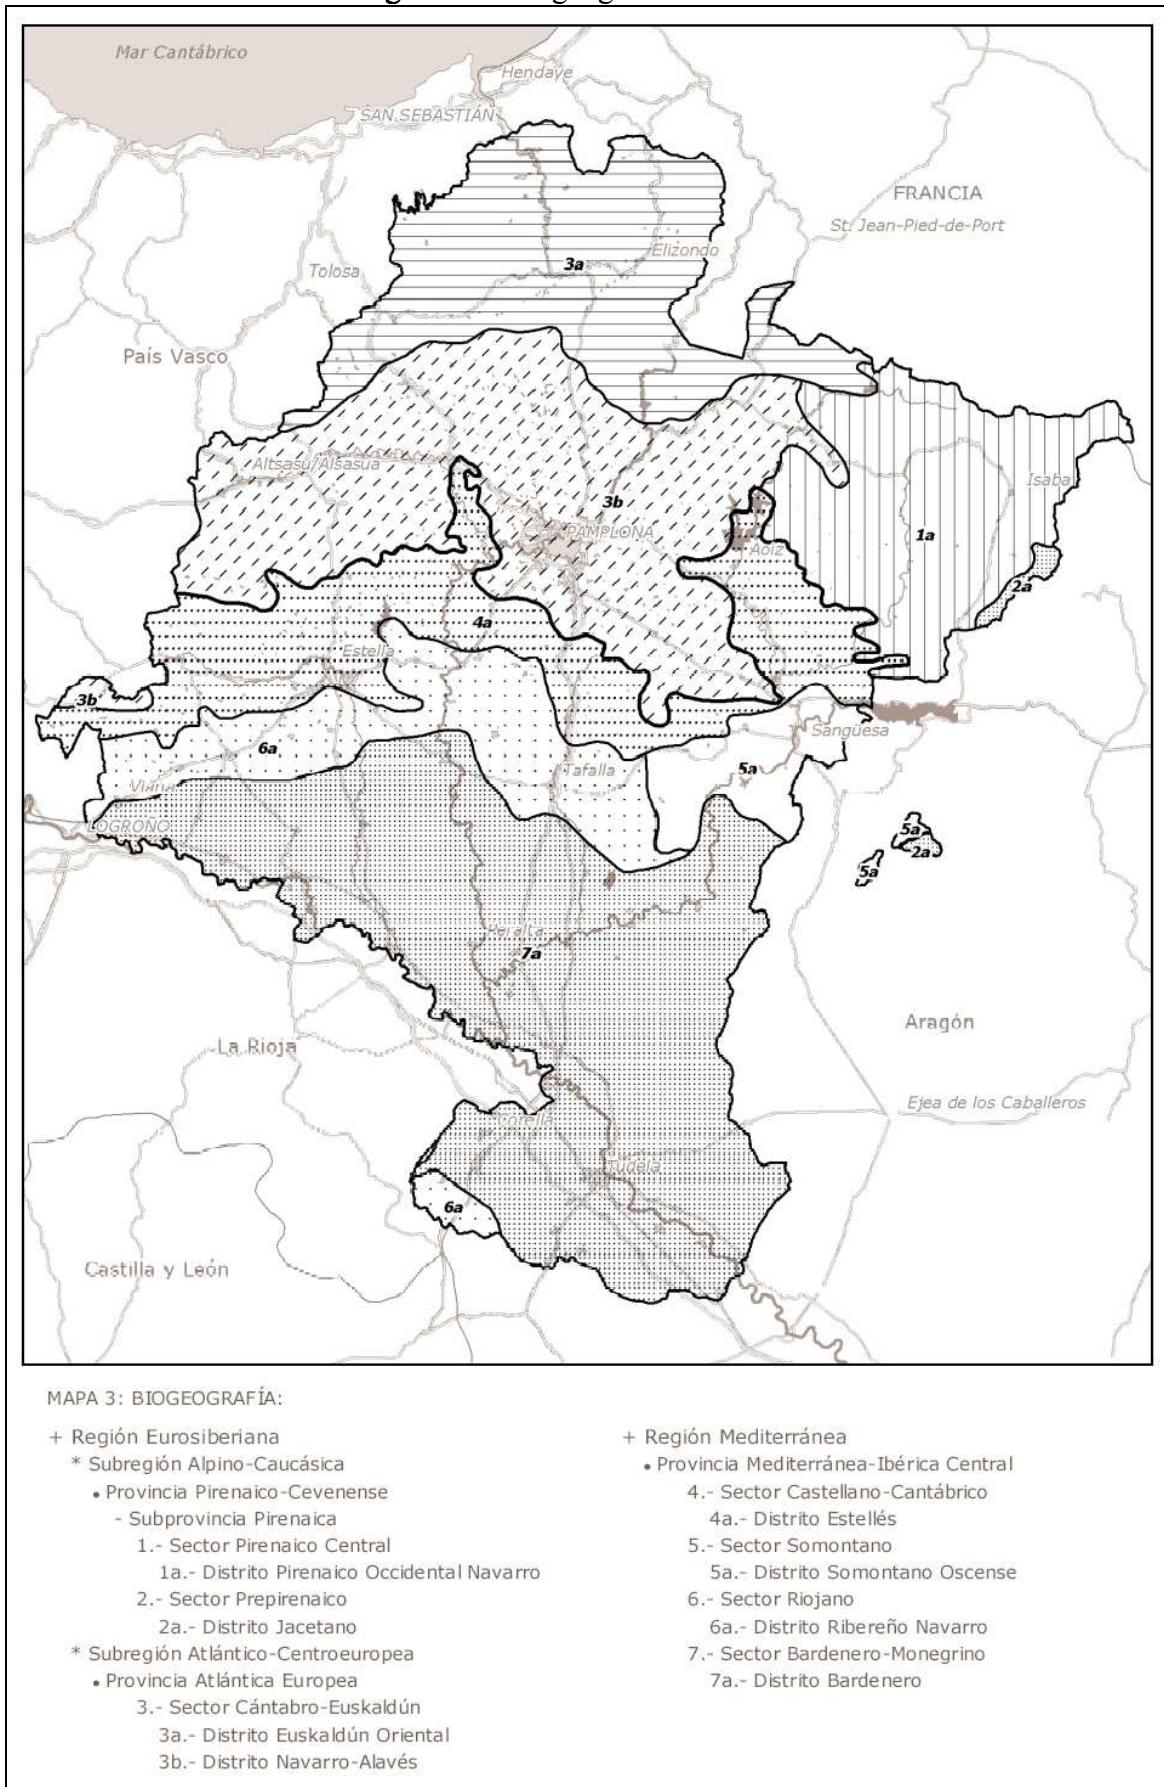 Mar Cantábrico
Hendaye
SAN SEBASTIÁN
FRANCIA
St. Jean-Pied-de-Port
Elizondo
3a
Tolosa
País Vasco
Altsasu/Alsasua
Isaba
3b
PAMPLONA
1a
Aoiz
2a
4a
Estella
3b
Sangüesa
6a
5a
Tafalla
Viana
LOGROÑO
5a
2a
5a
Peralta
7a
Aragón
La Rioja
Ejea de los Caballeros
Corella
Tudela
6a
Castilla y León
MAPA 3: BIOGEOGRAFÍA:
+ Región Eurosiberiana
* Subregión Alpino-Caucásica
• Provincia Pirenaico-Cevenense
- Subprovincia Pirenaica
1.- Sector Pirenaico Central
1a.- Distrito Pirenaico Occidental Navarro
2.- Sector Prepirenaico
2a.- Distrito Jacetano
* Subregión Atlántico-Centroeuropea
• Provincia Atlántica Europea
3.- Sector Cántabro-Euskaldún
3a.- Distrito Euskaldún Oriental
3b.- Distrito Navarro-Alavés
+ Región Mediterránea
• Provincia Mediterránea-Ibérica Central
4.- Sector Castellano-Cantábrico
4a.- Distrito Estellés
5.- Sector Somontano
5a.- Distrito Somontano Oscense
6.- Sector Riojano
6a.- Distrito Ribereño Navarro
7.- Sector Bardenero-Monegrino
7a.- Distrito Bardenero